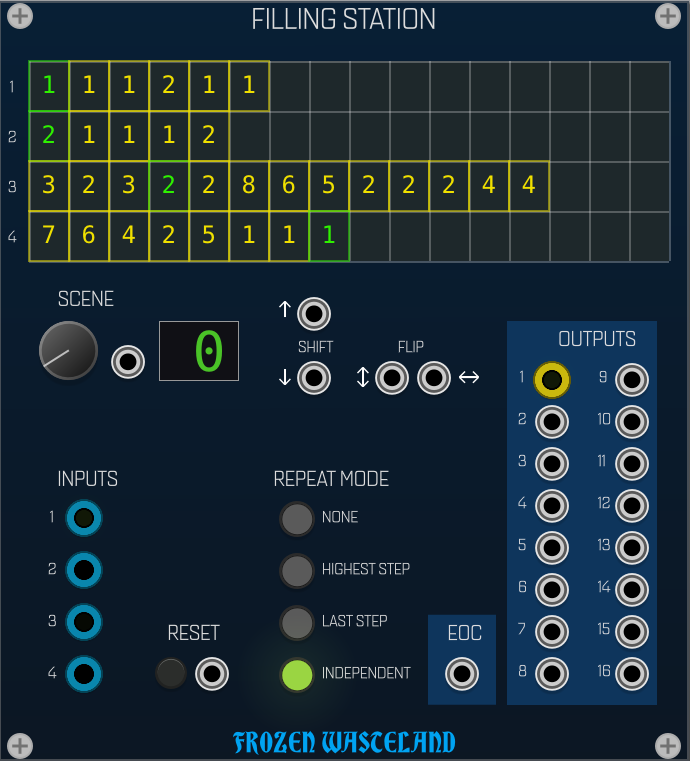 FILLING STATION
1 1 1 1 2 1 1
2 2 1 1 1 2
3 3 2 3 2 2 8 6 5 2 2 2 4 4
4 7 6 4 2 5 1 1 1
SCENE
0
↑
SHIFT
↓
FLIP
↕ ↔
OUTPUTS
1 9
2 10
3 11
4 12
5 13
6 14
7 15
8 16
INPUTS
1
2
3
4
RESET
REPEAT MODE
NONE
HIGHEST STEP
LAST STEP
INDEPENDENT
EOC
FROZEN WASTELAND